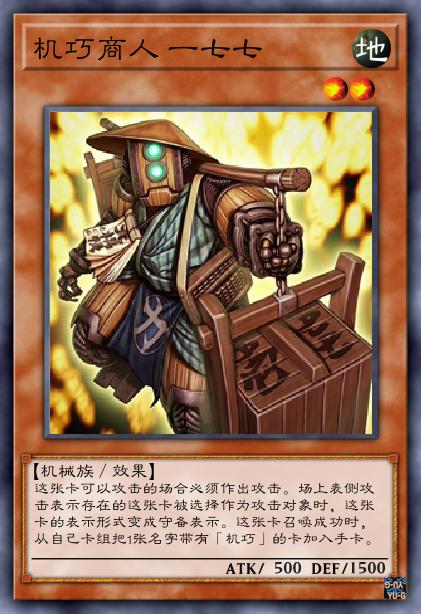 机巧商人 一七七
地
【机械族／效果】
这张卡可以攻击的场合必须作出攻击。场上表侧攻
击表示存在的这张卡被选择作为攻击对象时，这张
卡的表示形式变成守备表示。这张卡召唤成功时，
从自己卡组把1张名字带有「机巧」的卡加入手卡。
ATK/ 500 DEF/1500